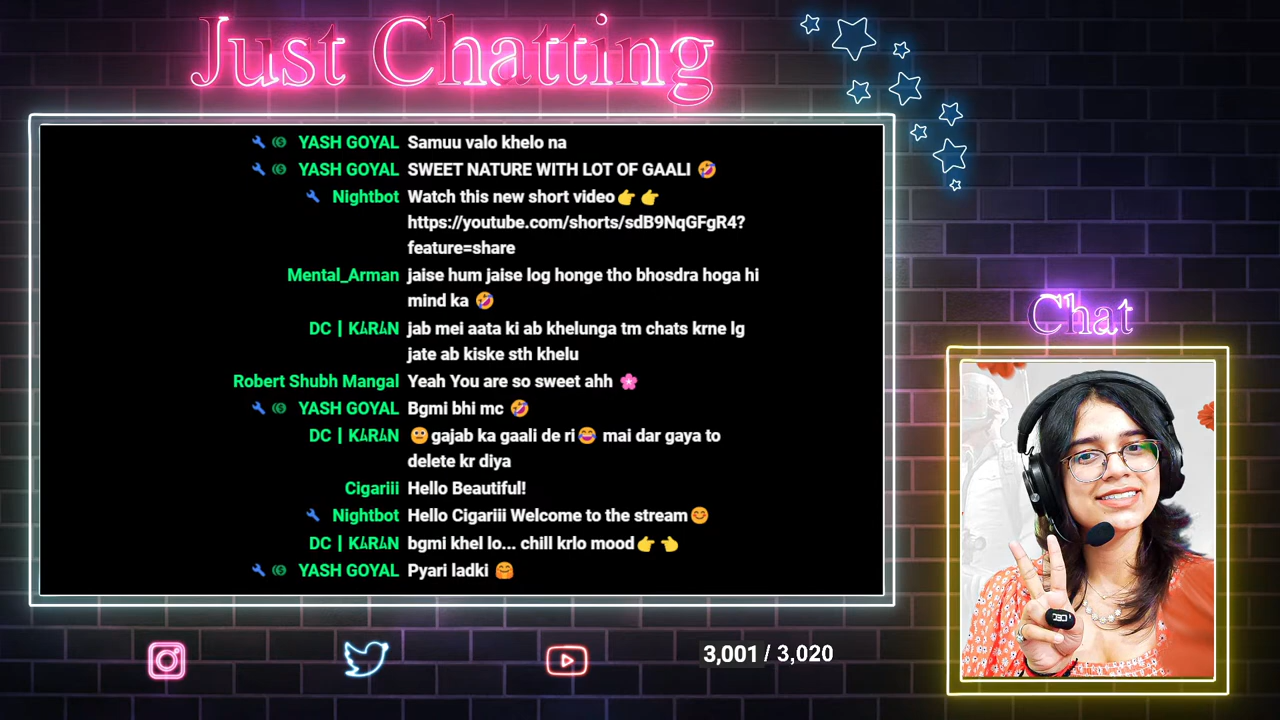 Just Chatting
YASH GOYAL Samuu valo khelo na
YASH GOYAL SWEET NATURE WITH LOT OF GAALI 🤣
Nightbot Watch this new short video👉 👉
https://youtube.com/shorts/sdB9NqGFgR4?
feature=share
Mental_Arman jaise hum jaise log honge tho bhosdra hoga hi
mind ka 🤣
DC | KꋬRꋬN jab mei aata ki ab khelunga tm chats krne lg
jate ab kiske sth khelu
Robert Shubh Mangal Yeah You are so sweet ahh 🌸
YASH GOYAL Bgmi bhi mc 🤣
DC | KꋬRꋬN 😐gajab ka gaali de ri😂 mai dar gaya to
delete kr diya
Cigariii Hello Beautiful!
Nightbot Hello Cigariii Welcome to the stream😊
DC | KꋬRꋬN bgmi khel lo... chill krlo mood👉 👈
YASH GOYAL Pyari ladki 🤗
Chat
CEC
3,001 / 3,020